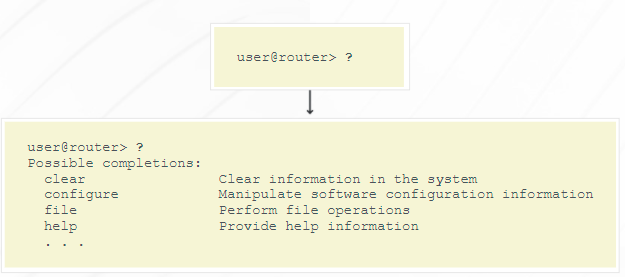 user@router> ?
user@router> ?
Possible completions:
clear Clear information in the system
configure Manipulate software configuration information
file Perform file operations
help Provide help information
. . .